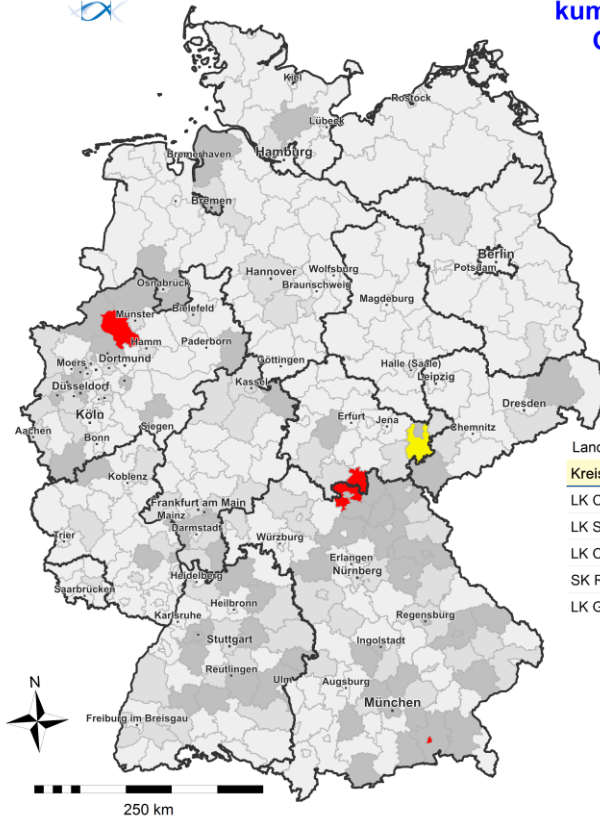 kum
Kiel
Rostock
Lübeck
Hamburg
Bremerhaven
Bremen
Berlin
Potsdam
Hannover
Wolfsburg
Braunschweig
Osnabrück
Magdeburg
Münster
Bielefeld
Hamm
Paderborn
Dortmund
Moers
Göttingen
Halle (Saale)
Leipzig
Düsseldorf
Kassel
Dresden
Köln
Erfurt
Jena
Chemnitz
Aachen
Siegen
Bonn
Land
Koblenz
Kreis
Frankfurt am Main
LK
Mainz
Darmstadt
LK S
Trier
Würzburg
LK
Erlangen
Nürnberg
SK R
Heidelberg
Saarbrücken
LK G
Heilbronn
Karlsruhe
Regensburg
Stuttgart
Ingolstadt
Reutlingen
Ulm
Augsburg
N
München
Freiburg im Breisgau
250 km